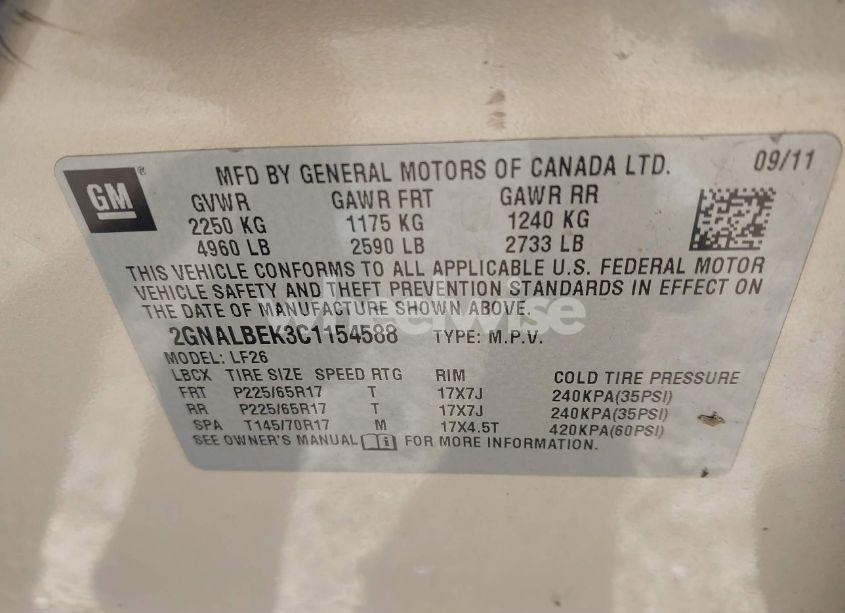 GM
MFD BY GENERAL MOTORS OF CANADA LTD. 09/11
GVWR GAWR FRT GAWR RR
2250 KG 1175 KG 1240 KG
4960 LB 2590 LB 2733 LB
THIS VEHICLE CONFORMS TO ALL APPLICABLE U.S. FEDERAL MOTOR
VEHICLE SAFETY AND THEFT PREVENTION STANDARDS IN EFFECT ON
THE DATE OF MANUFACTURE SHOWN ABOVE.
2GNALBEK3C1154588 TYPE: M.P.V.
MODEL: LF26
LBCX TIRE SIZE SPEED RTG RIM COLD TIRE PRESSURE
FRT P225/65R17 T 17X7J 240KPA(35PSI)
RR P225/65R17 T 17X7J 240KPA(35PSI)
SPA T145/70R17 M 17X4.5T 420KPA(60PSI)
SEE OWNER'S MANUAL FOR MORE INFORMATION.